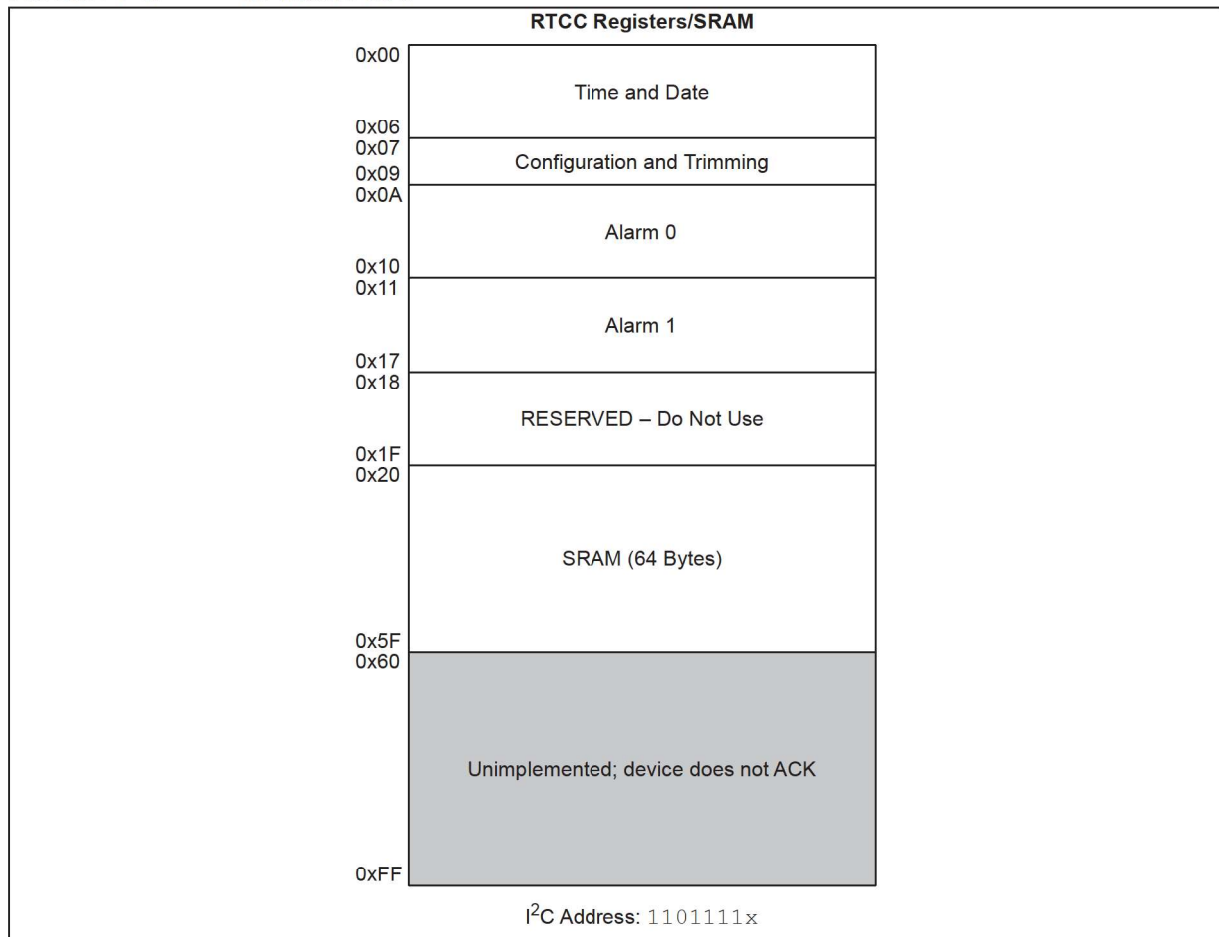 RTCC Registers/SRAM
0x00
Time and Date
0x06
0x07
Configuration and Trimming
0x09
0x0A
Alarm 0
0x10
0x11
Alarm 1
0x17
0x18
RESERVED – Do Not Use
0x1F
0x20
SRAM (64 Bytes)
0x5F
0x60
Unimplemented; device does not ACK
0xFF
I²C Address: 1101111x